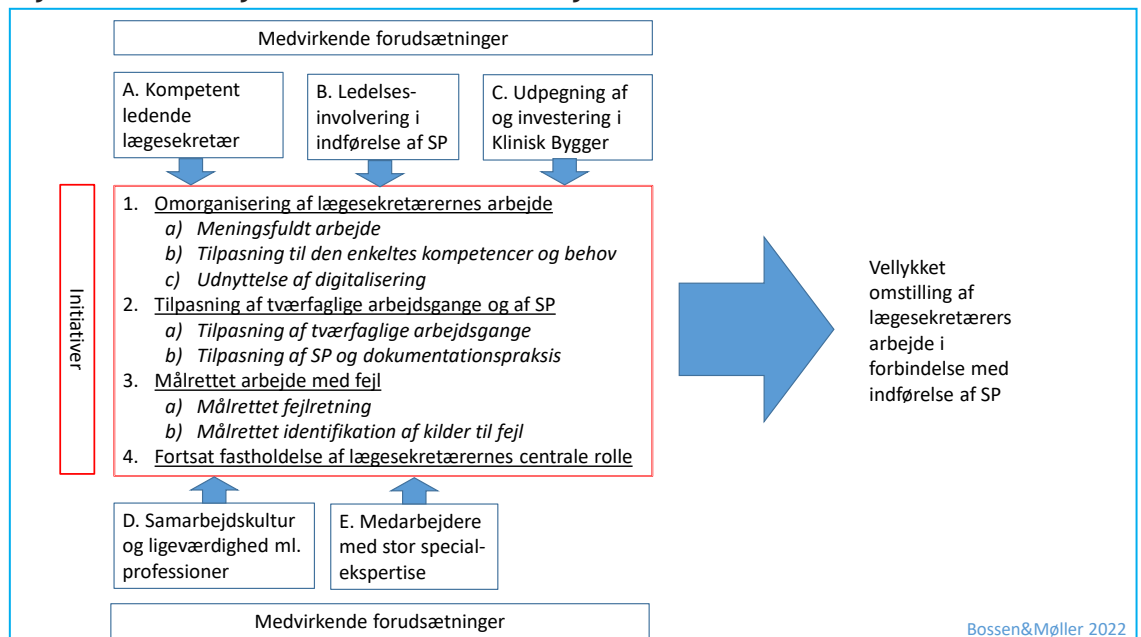 Medvirkende forudsætninger
A. Kompetent
ledende
lægesekretær
B. Ledelses-
involvering i
indførelse af SP
C. Udpegning af
og investering i
Klinisk Bygger
Initiativer
1. Omorganisering af lægesekretærernes arbejde
a) Meningsfuldt arbejde
b) Tilpasning til den enkeltes kompetencer og behov
c) Udnyttelse af digitalisering
2. Tilpasning af tværfaglige arbejdsgange og af SP
a) Tilpasning af tværfaglige arbejdsgange
b) Tilpasning af SP og dokumentationspraksis
3. Målrettet arbejde med fejl
a) Målrettet fejlretning
b) Målrettet identifikation af kilder til fejl
4. Fortsat fastholdelse af lægesekretærernes centrale rolle
Vellykket
omstilling af
lægesekretærers
arbejde i
forbindelse med
indførelse af SP
D. Samarbejdskultur
og ligeværdighed ml.
professioner
E. Medarbejdere
med stor special-
ekspertise
Medvirkende forudsætninger
Bossen&Møller 2022